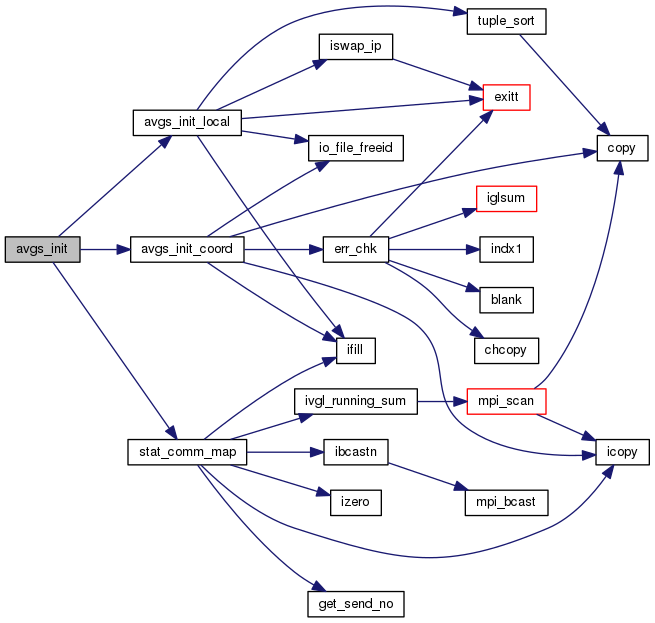 tuple_sort
iswap_ip
exitt
avgs_init_local
io_file_freeid
copy
iglsum
avgs_init
avgs_init_coord
err_chk
indx1
blank
ifill
chcopy
ivgl_running_sum
mpi_scan
stat_comm_map
ibcastn
icopy
izero
mpi_bcast
get_send_no